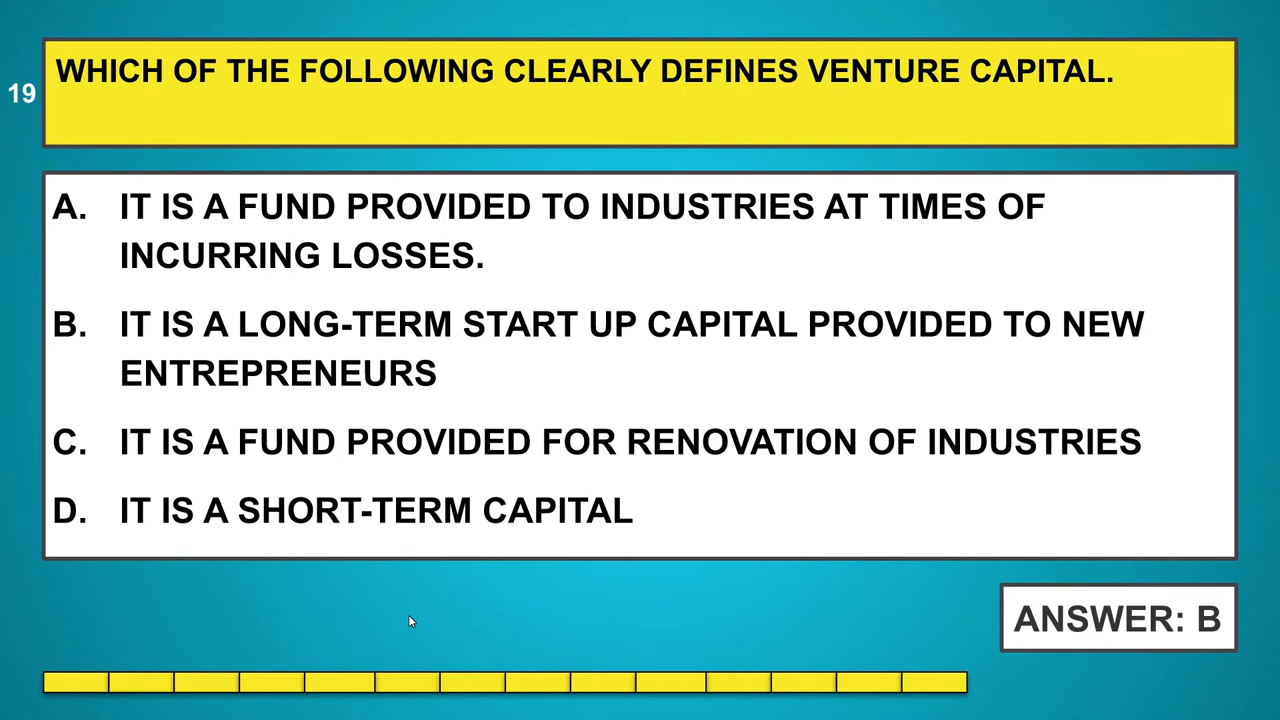 WHICH OF THE FOLLOWING CLEARLY DEFINES VENTURE CAPITAL.
19
A. IT IS A FUND PROVIDED TO INDUSTRIES AT TIMES OF
INCURRING LOSSES.
B. IT IS A LONG-TERM START UP CAPITAL PROVIDED TO NEW
ENTREPRENEURS
C. IT IS A FUND PROVIDED FOR RENOVATION OF INDUSTRIES
D. IT IS A SHORT-TERM CAPITAL
ANSWER: B